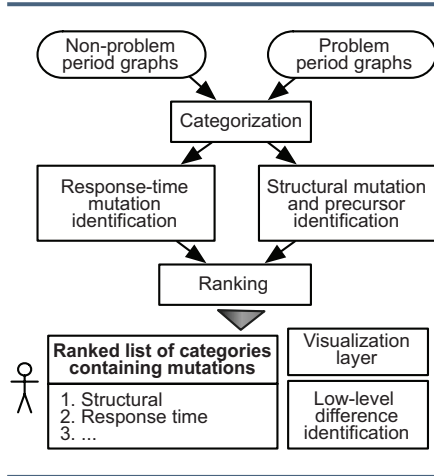 Non-problem
period graphs
Problem
period graphs
Categorization
Response-time
mutation
identification
Structural mutation
and precursor
identification
Ranking
Ranked list of categories
containing mutations
1. Structural
2. Response time
3. ...
Visualization
layer
Low-level
difference
identification